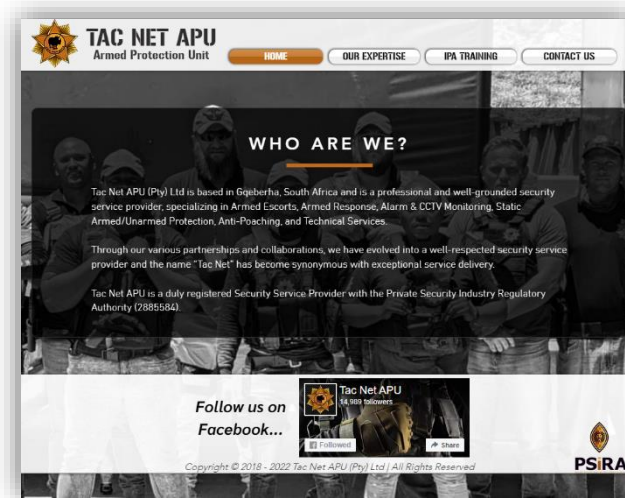 TAC NET APU
Armed Protection Unit
HOME
OUR EXPERTISE
IPA TRAINING
CONTACT US
WHO ARE WE?
Tac Net APU (Pty) Ltd is based in Gqeberha, South Africa and is a professional and well-grounded security
service provider, specializing in Armed Escorts, Armed Response, Alarm & CCTV Monitoring, Static
Armed/Unarmed Protection, Anti-Poaching, and Technical Services.
Through our various partnerships and collaborations, we have evolved into a well-respected security service
provider and the name "Tac Net" has become synonymous with exceptional service delivery.
Tac Net APU is a duly registered Security Service Provider with the Private Security Industry Regulatory
Authority (2885584).
Follow us on
Facebook...
Tac Net APU
14,909 followers
Followed
Share
Copyright © 2018 - 2022 Tac Net APU (Pty) Ltd | All Rights Reserved
PSiRA